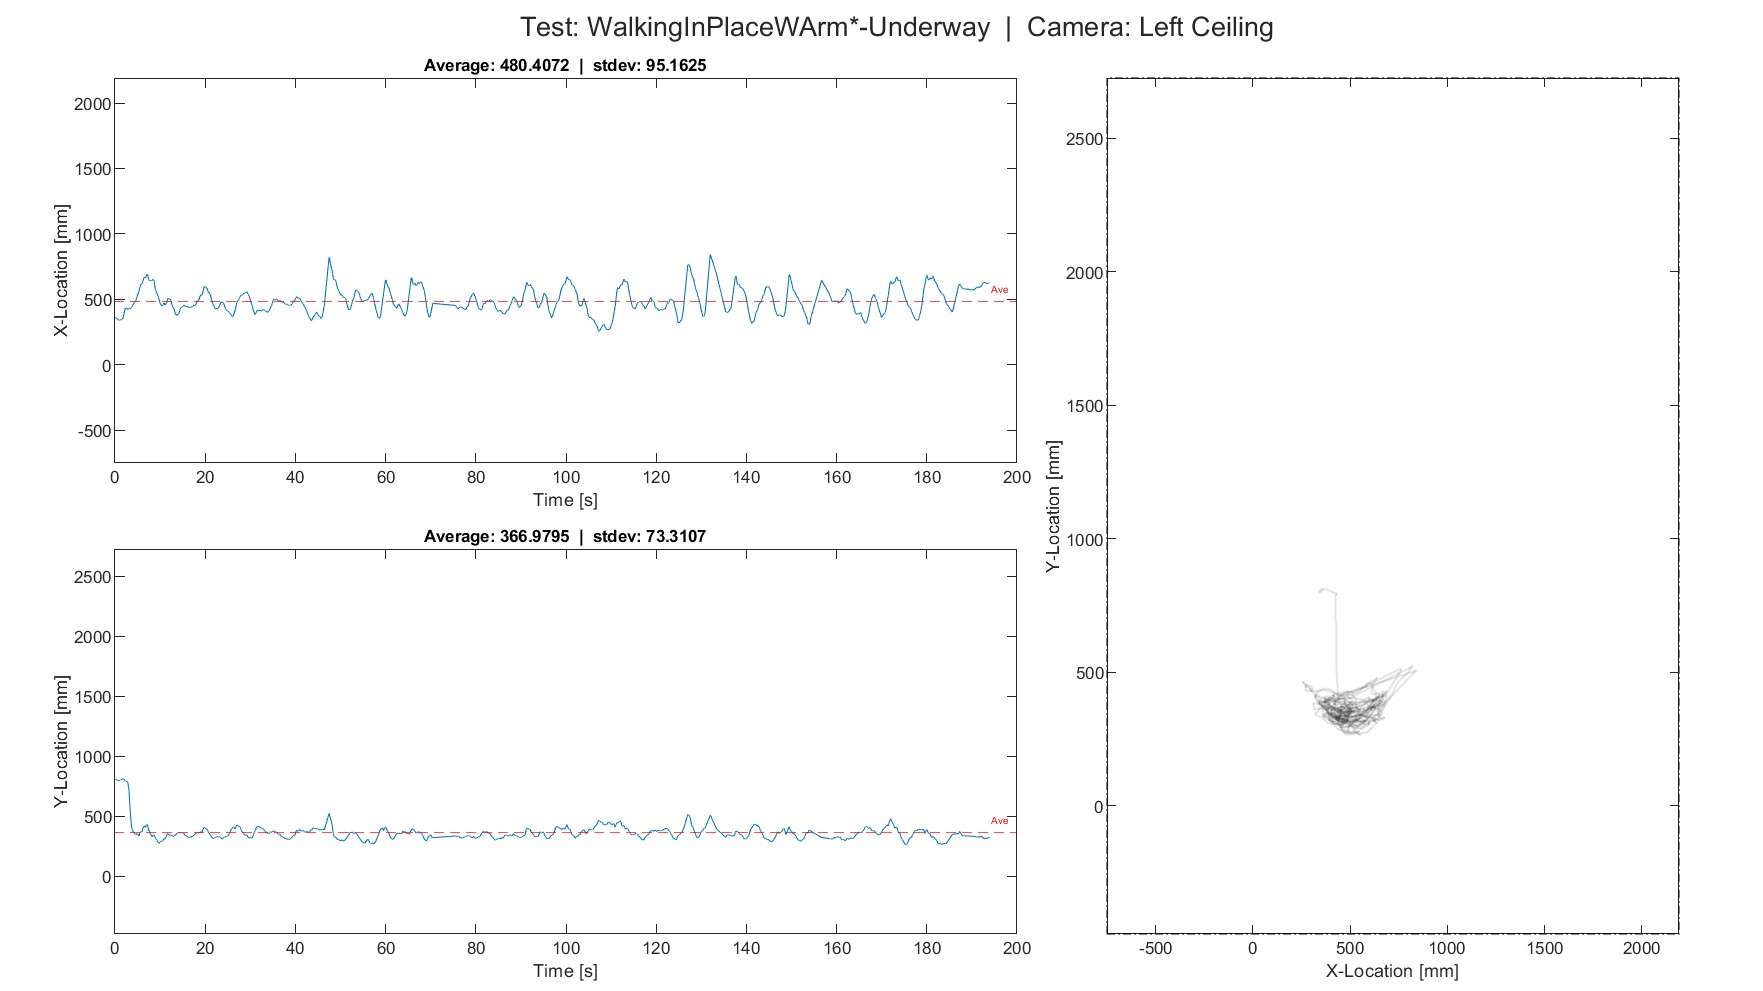 Test: WalkingInPlaceWArm*-Underway | Camera: Left Ceiling
Average: 480.4072 | stdev: 95.1625
X-Location [mm]
2000
1500
1000
500
0
-500
Ave
0 20 40 60 80 100 120 140 160 180 200
Time [s]
Average: 366.9795 | stdev: 73.3107
Y-Location [mm]
2500
2000
1500
1000
500
0
Ave
0 20 40 60 80 100 120 140 160 180 200
Time [s]
Y-Location [mm]
2500
2000
1500
1000
500
0
-500 0 500 1000 1500 2000
X-Location [mm]